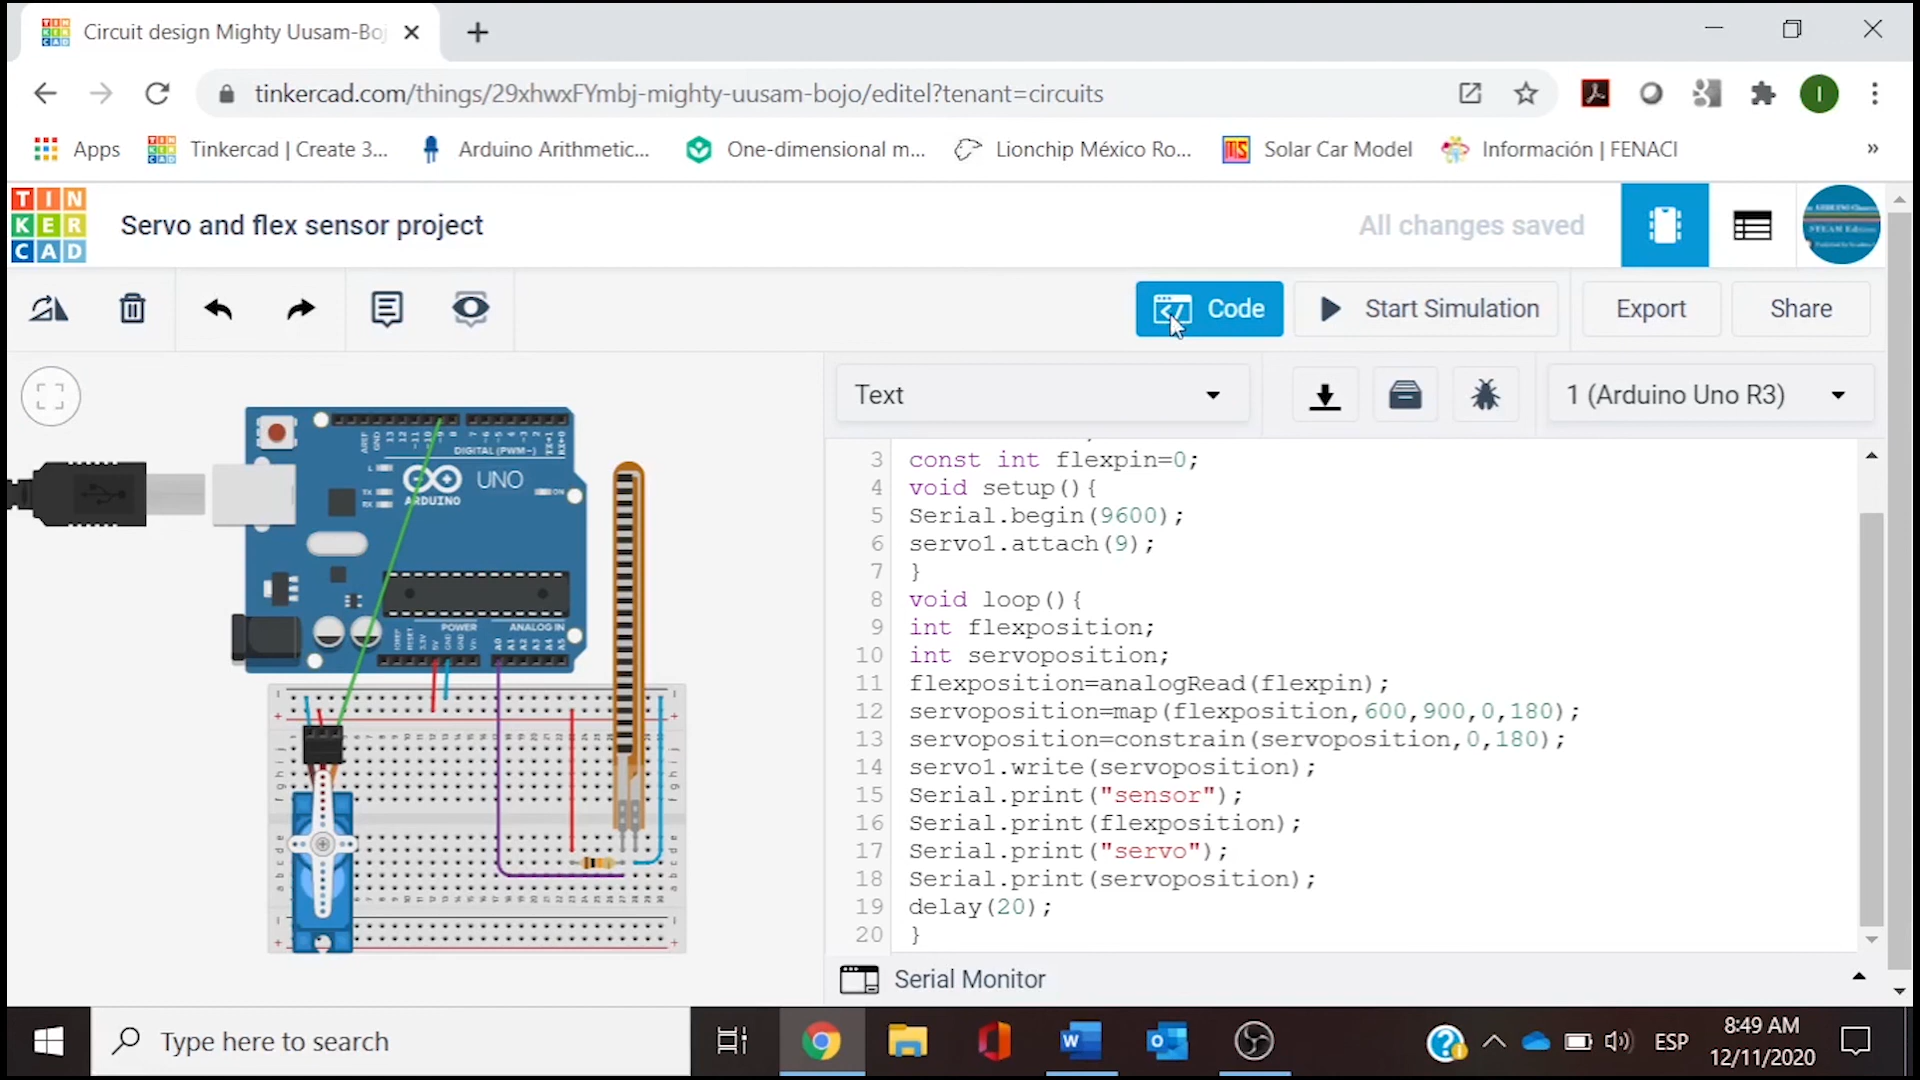 Circuit design Mighty Uusam-Boj
tinkercad.com/things/29xhwxFYmbj-mighty-uusam-bojo/editel?tenant=circuits
I
Apps
Tinkercad | Create 3...
Arduino Arithmetic...
One-dimensional m...
Lionchip México Ro...
Solar Car Model
Información | FENACI
»
TIN
KER
CAD
Servo and flex sensor project
All changes saved
Code
Start Simulation
Export
Share
Text
1 (Arduino Uno R3)
DIGITAL (PWM~)
UNO
ARDUINO
ON
L
TX
RX
POWER
ANALOG IN
3 const int flexpin=0;
4 void setup(){
5 Serial.begin(9600);
6 servo1.attach(9);
7 }
8 void loop(){
9 int flexposition;
10 int servoposition;
11 flexposition=analogRead(flexpin);
12 servoposition=map(flexposition,600,900,0,180);
13 servoposition=constrain(servoposition,0,180);
14 servo1.write(servoposition);
15 Serial.print("sensor");
16 Serial.print(flexposition);
17 Serial.print("servo");
18 Serial.print(servoposition);
19 delay(20);
20 }
Serial Monitor
Type here to search
ESP
8:49 AM
12/11/2020